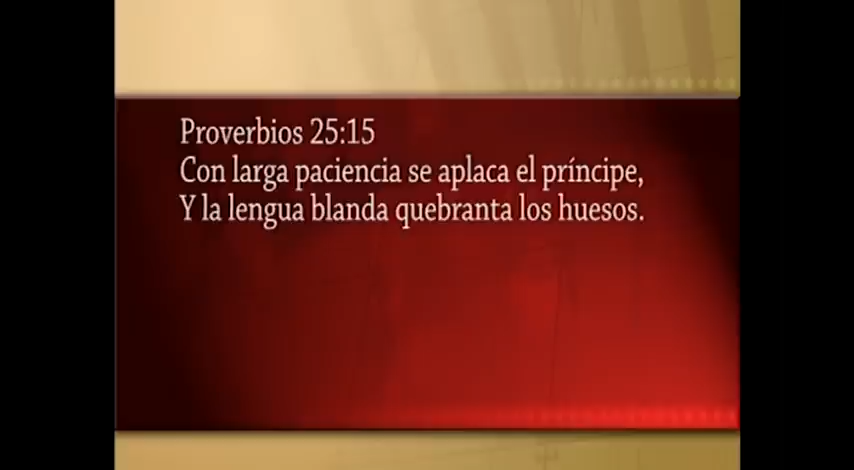 Proverbios 25:15
Con larga paciencia se aplaca el príncipe,
Y la lengua blanda quebranta los huesos.